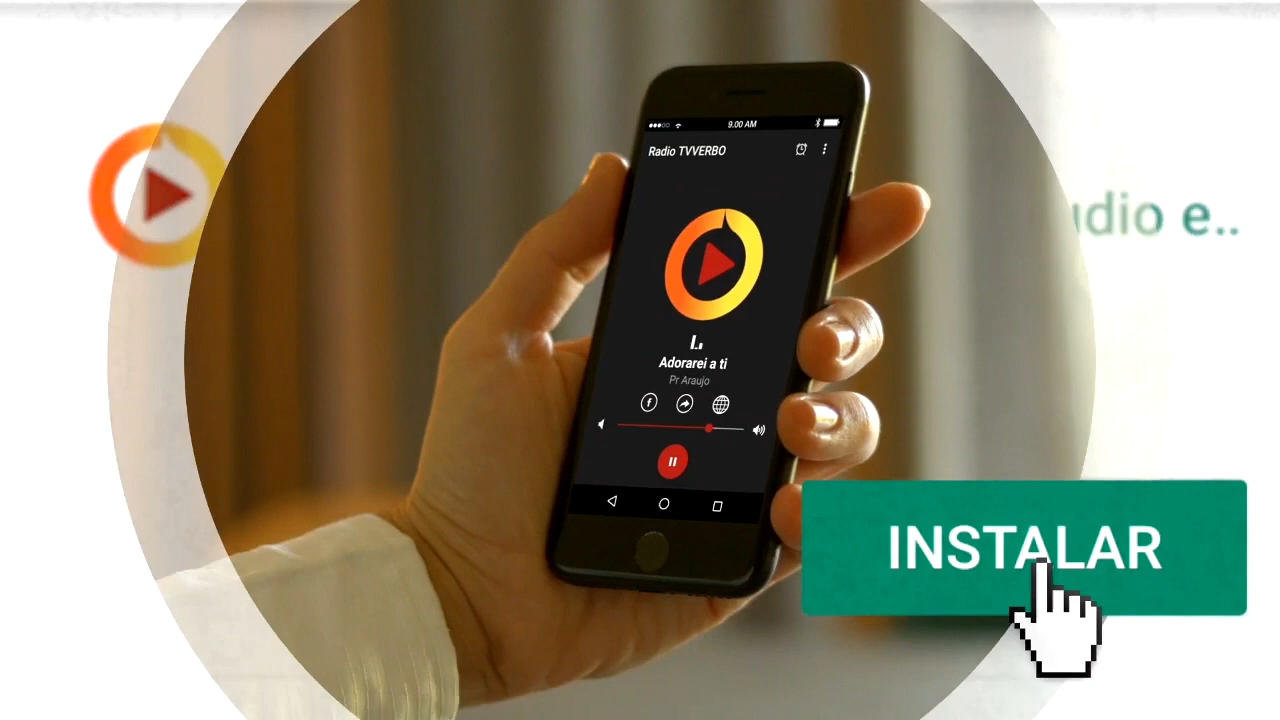 9.00 AM
Radio TVVERBO
Adorarei a ti
Pr Araujo
e..
INSTALAR